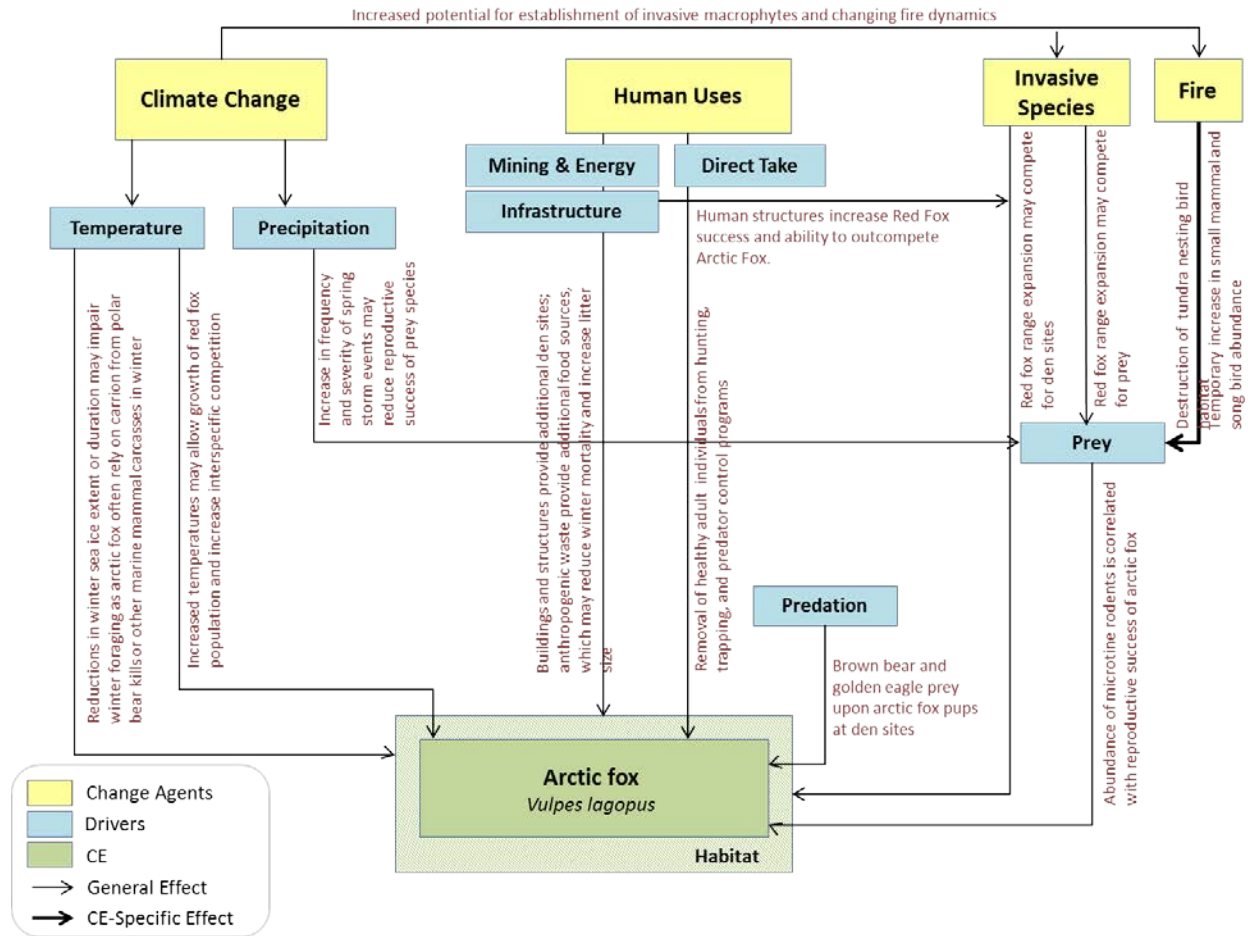 Increased potential for establishment of invasive macrophytes and changing fire dynamics
Climate Change
Human Uses
Invasive
Species
Fire
Mining & Energy
Direct Take
Infrastructure
Temperature
Precipitation
Human structures increase Red Fox
success and ability to outcompete
Arctic Fox.
Reductions in winter sea ice extent or duration may impair
winter foraging as arctic fox often rely on carrion from polar
bear kills or other marine mammal carcasses in winter
Increased temperatures may allow growth of red fox
population and increase interspecific competition
Increase in frequency
and severity of spring
storm events may
reduce reproductive
success of prey species
Buildings and structures provide additional den sites;
anthropogenic waste provide additional food sources,
which may reduce winter mortality and increase litter
size
Removal of healthy adult individuals from hunting,
trapping, and predator control programs
Red fox range expansion may compete
for den sites
Red fox range expansion may compete
for prey
Destruction of tundra nesting bird
habitat
Temporary increase in small mammal and
song bird abundance
Prey
Predation
Brown bear and
golden eagle prey
upon arctic fox pups
at den sites
Abundance of microtine rodents is correlated
with reproductive success of arctic fox
Arctic fox
Vulpes lagopus
Habitat
Change Agents
Drivers
CE
General Effect
CE-Specific Effect